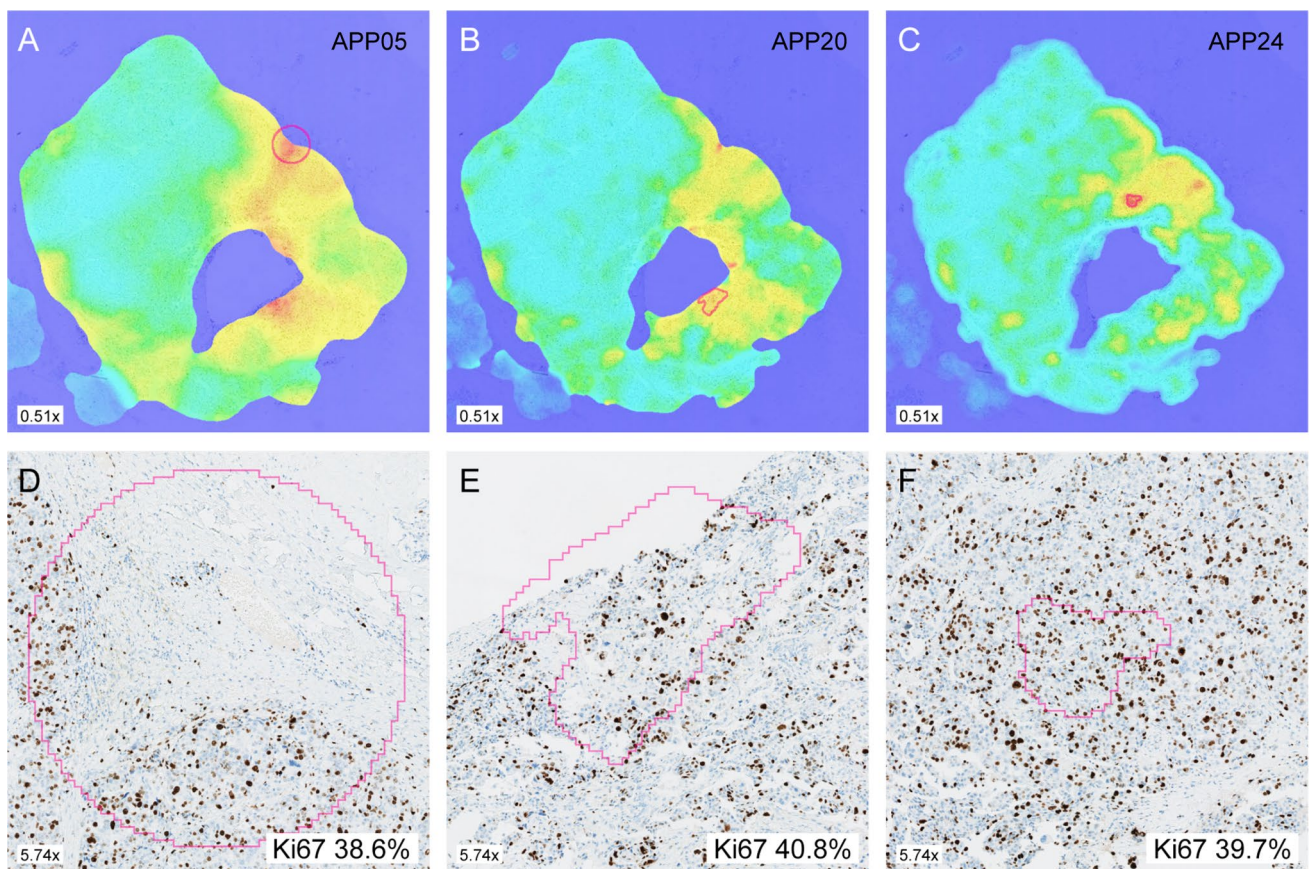 A APP05
B APP20
C APP24
0.51x
0.51x
0.51x
D
E
F
5.74x Ki67 38.6%
5.74x Ki67 40.8%
5.74x Ki67 39.7%